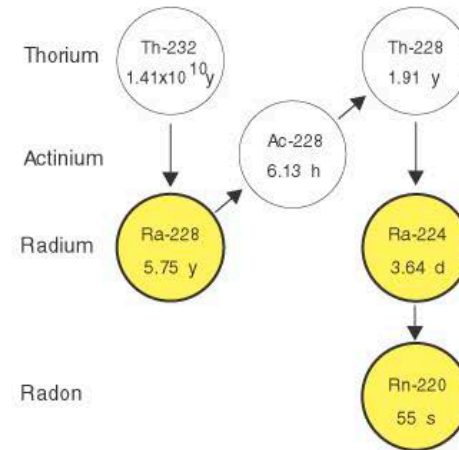 Thorium
Th-232
1.41x10 10y
Th-228
1.91 y
Actinium
Ac-228
6.13 h
Radium
Ra-228
5.75 y
Ra-224
3.64 d
Radon
Rn-220
55 s